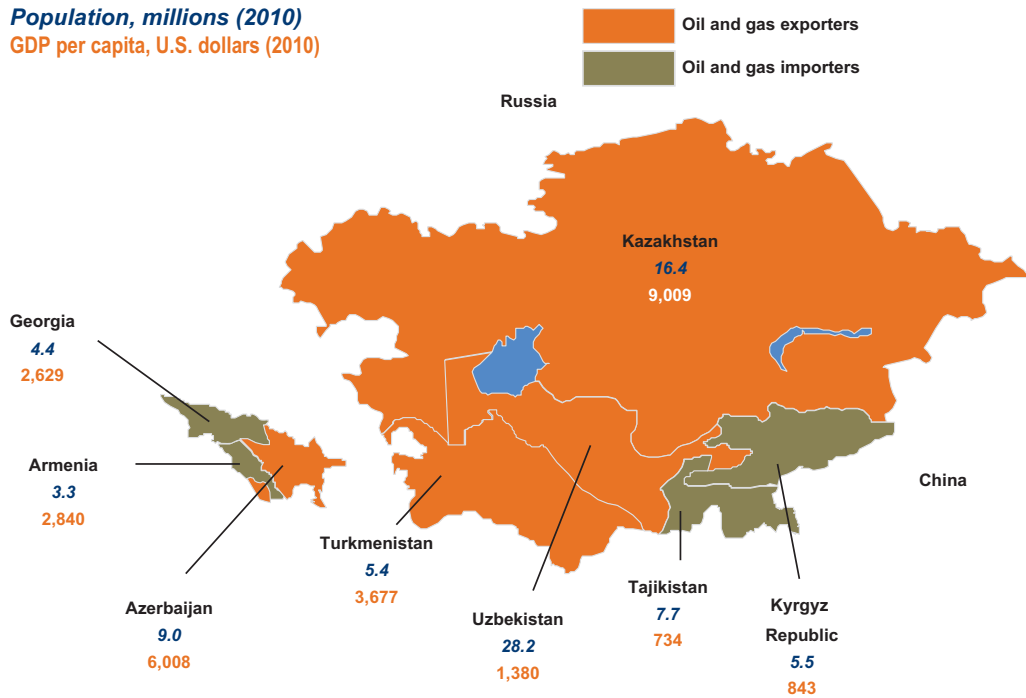 Population, millions (2010)
GDP per capita, U.S. dollars (2010)
Oil and gas exporters
Oil and gas importers
Russia
Kazakhstan
16.4
9,009
Georgia
4.4
2,629
Armenia
3.3
2,840
China
Turkmenistan
5.4
3,677
Azerbaijan
9.0
6,008
Uzbekistan
28.2
1,380
Tajikistan
7.7
734
Kyrgyz
Republic
5.5
843